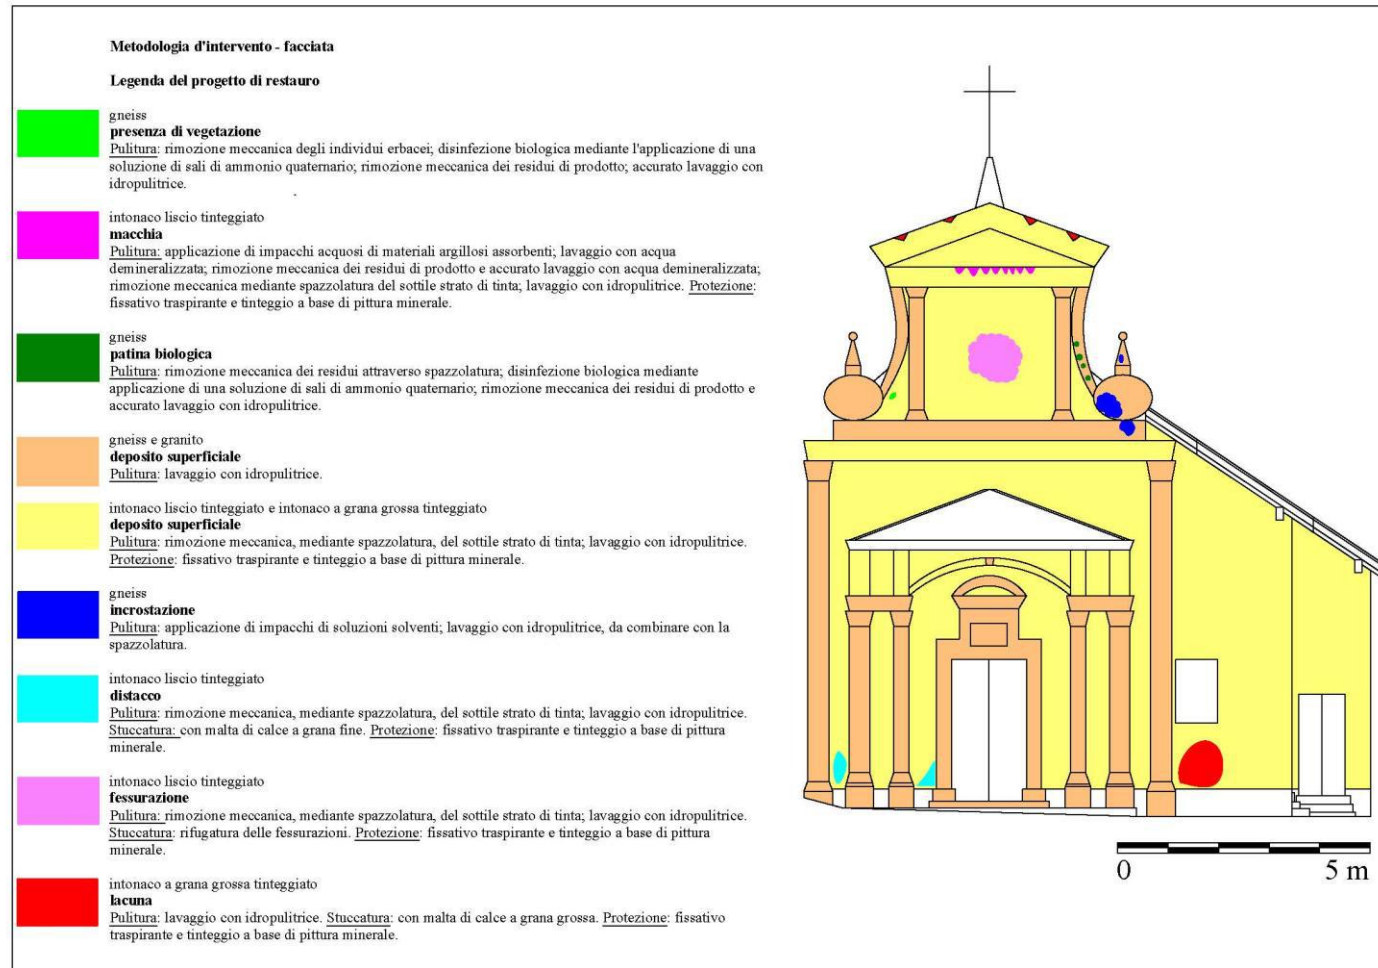 Metodologia d'intervento - facciata
Legenda del progetto di restauro
gneiss
presenza di vegetazione
Pulitura: rimozione meccanica degli individui erbacei; disinfezione biologica mediante l'applicazione di una
soluzione di sali di ammonio quaternario; rimozione meccanica dei residui di prodotto; accurato lavaggio con
idropulitrice.
intonaco liscio tinteggiato
macchia
Pulitura: applicazione di impacchi acquosi di materiali argillosi assorbenti; lavaggio con acqua
demineralizzata; rimozione meccanica dei residui di prodotto e accurato lavaggio con acqua demineralizzata;
rimozione meccanica mediante spazzolatura del sottile strato di tinta; lavaggio con idropulitrice. Protezione:
fissativo traspirante e tinteggio a base di pittura minerale.
gneiss
patina biologica
Pulitura: rimozione meccanica dei residui attraverso spazzolatura; disinfezione biologica mediante
applicazione di una soluzione di sali di ammonio quaternario; rimozione meccanica dei residui di prodotto e
accurato lavaggio con idropulitrice.
gneiss e granito
deposito superficiale
Pulitura: lavaggio con idropulitrice.
intonaco liscio tinteggiato e intonaco a grana grossa tinteggiato
deposito superficiale
Pulitura: rimozione meccanica, mediante spazzolatura, del sottile strato di tinta; lavaggio con idropulitrice.
Protezione: fissativo traspirante e tinteggio a base di pittura minerale.
gneiss
incrostazione
Pulitura: applicazione di impacchi di soluzioni solventi; lavaggio con idropulitrice, da combinare con la
spazzolatura.
intonaco liscio tinteggiato
distacco
Pulitura: rimozione meccanica, mediante spazzolatura, del sottile strato di tinta; lavaggio con idropulitrice.
Stuccatura: con malta di calce a grana fine. Protezione: fissativo traspirante e tinteggio a base di pittura
minerale.
intonaco liscio tinteggiato
fessurazione
Pulitura: rimozione meccanica, mediante spazzolatura, del sottile strato di tinta; lavaggio con idropulitrice.
Stuccatura: rifugatura delle fessurazioni. Protezione: fissativo traspirante e tinteggio a base di pittura
minerale.
intonaco a grana grossa tinteggiato
lacuna
Pulitura: lavaggio con idropulitrice. Stuccatura: con malta di calce a grana grossa. Protezione: fissativo
traspirante e tinteggio a base di pittura minerale.
0 5 m